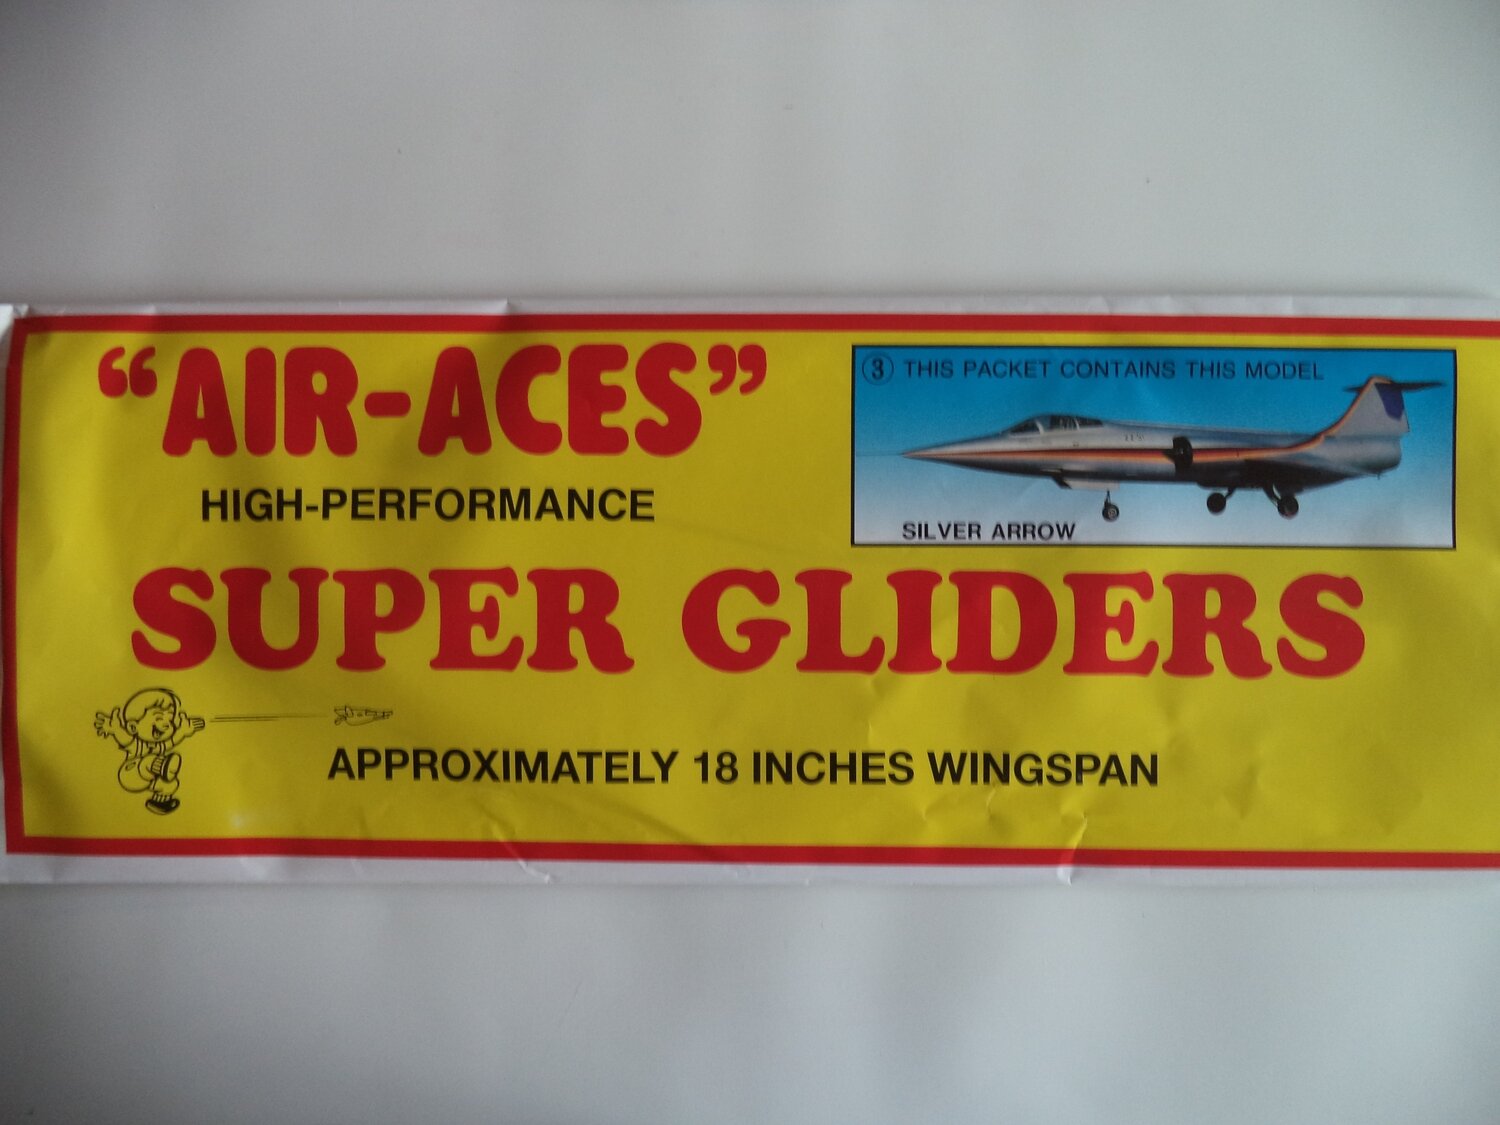 “AIR-ACES”
HIGH-PERFORMANCE
③ THIS PACKET CONTAINS THIS MODEL
SILVER ARROW
SUPER GLIDERS
APPROXIMATELY 18 INCHES WINGSPAN